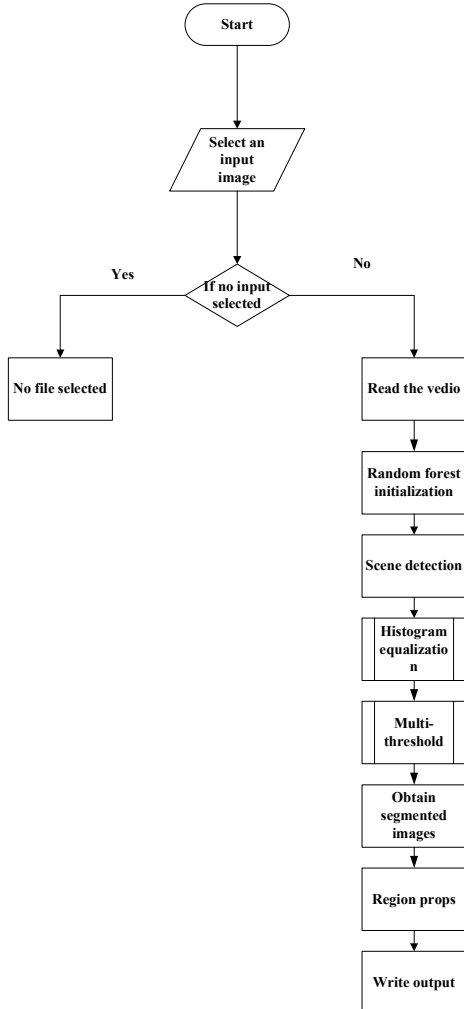 Start
Select an
input
image
Yes
No
If no input
selected
No file selected
Read the vedio
Random forest
initialization
Scene detection
Histogram
equalizatio
n
Multi-
threshold
Obtain
segmented
images
Region props
Write output